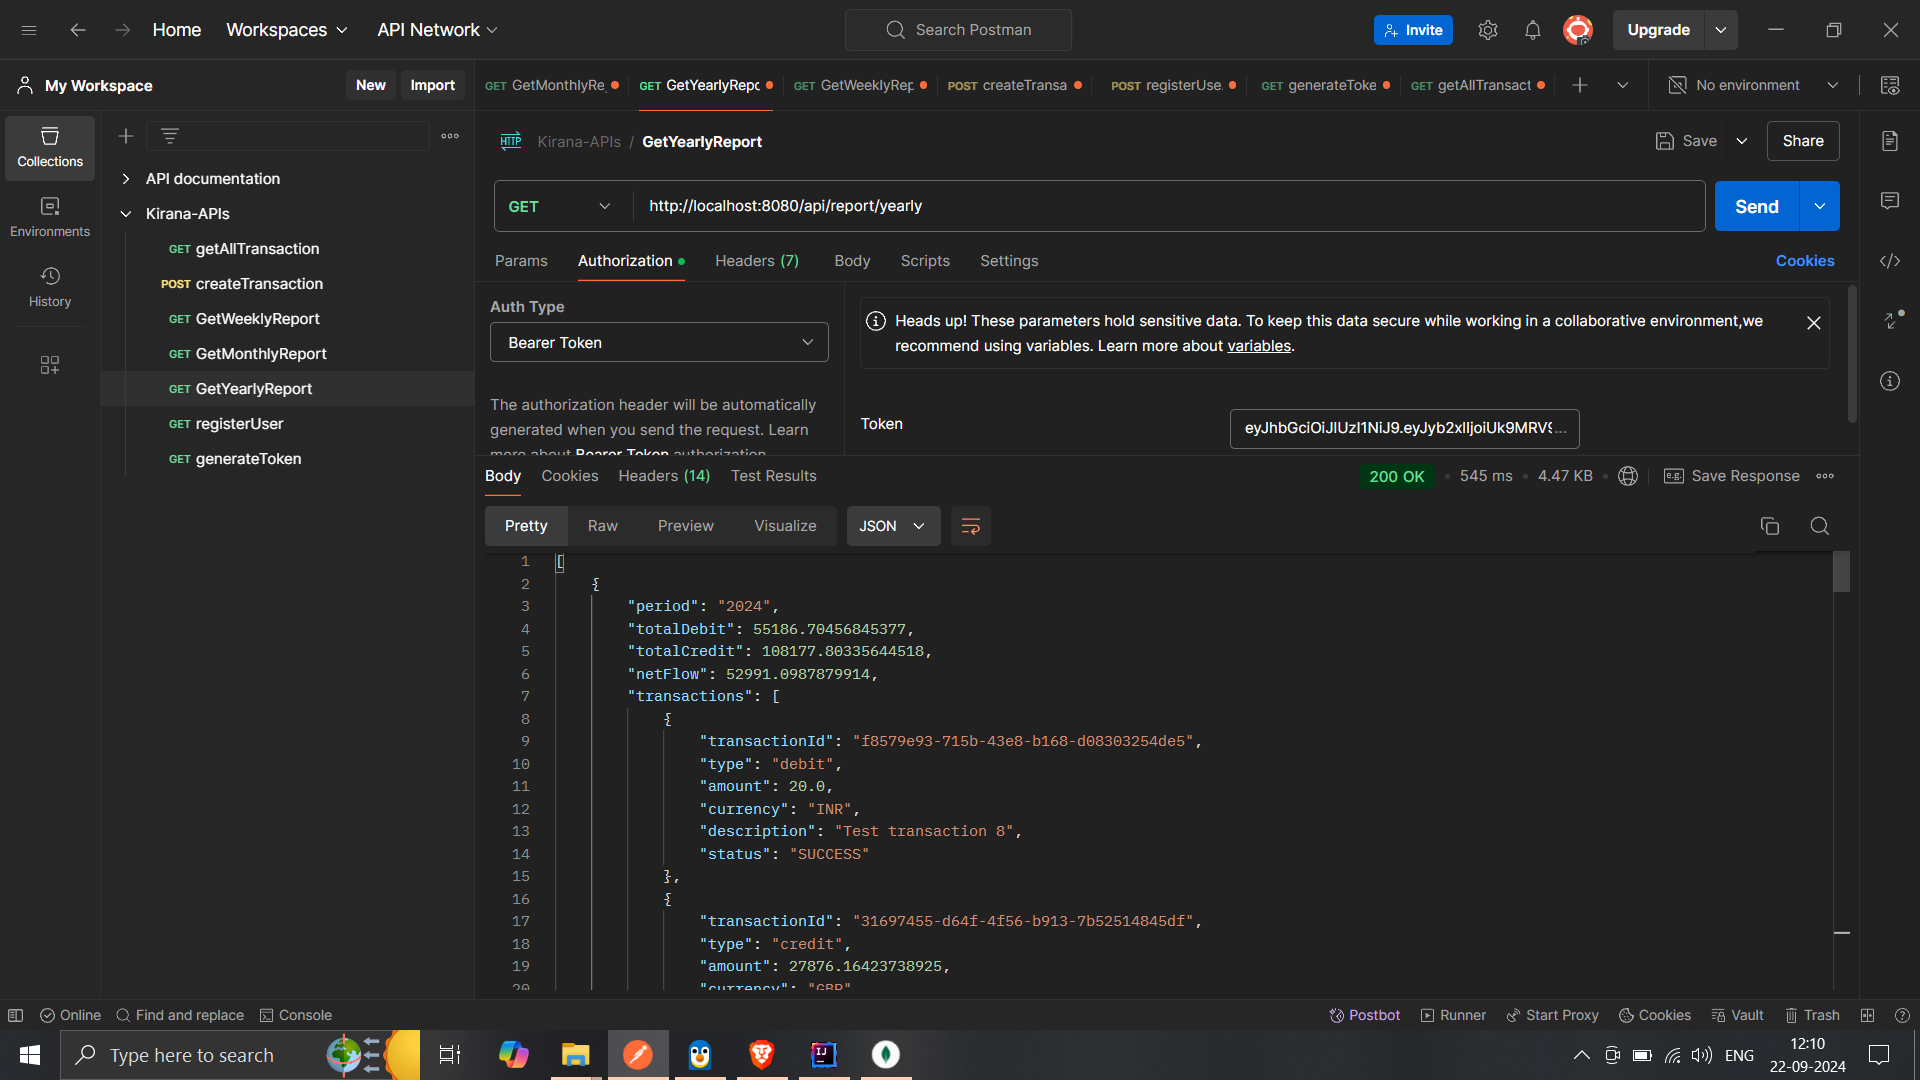 Home
Workspaces
API Network
Search Postman
Invite
Upgrade
My Workspace
New
Import
GET GetMonthlyRe
GET GetYearlyRepo
GET GetWeeklyRep
POST createTransa
POST registerUse
GET generateToke
GET getAllTransact
No environment
Collections
Environments
History
API documentation
Kirana-APIs
GET getAllTransaction
POST createTransaction
GET GetWeeklyReport
GET GetMonthlyReport
GET GetYearlyReport
GET registerUser
GET generateToken
HTTP Kirana-APIs / GetYearlyReport
Save
Share
GET
http://localhost:8080/api/report/yearly
Send
Params
Authorization
Headers (7)
Body
Scripts
Settings
Cookies
Auth Type
Bearer Token
The authorization header will be automatically
generated when you send the request. Learn
more about Bearer Token authorization.
Heads up! These parameters hold sensitive data. To keep this data secure while working in a collaborative environment,we
recommend using variables. Learn more about variables.
Token
Body
Cookies
Headers (14)
Test Results
200 OK
545 ms
4.47 KB
e.g.
Save Response
Pretty
Raw
Preview
Visualize
JSON
1 [
2 {
3 "period": "2024",
4 "totalDebit": 55186.70456845377,
5 "totalCredit": 108177.80335644518,
6 "netFlow": 52991.0987879914,
7 "transactions": [
8 {
9 "transactionId": "f8579e93-715b-43e8-b168-d08303254de5",
10 "type": "debit",
11 "amount": 20.0,
12 "currency": "INR",
13 "description": "Test transaction 8",
14 "status": "SUCCESS"
15 },
16 {
17 "transactionId": "31697455-d64f-4f56-b913-7b52514845df",
18 "type": "credit",
19 "amount": 27876.16423738925,
20 "currency": "GBP"
Online
Find and replace
Console
Postbot
Runner
Start Proxy
Cookies
Vault
Trash
Type here to search
IJ
ENG
12:10
22-09-2024